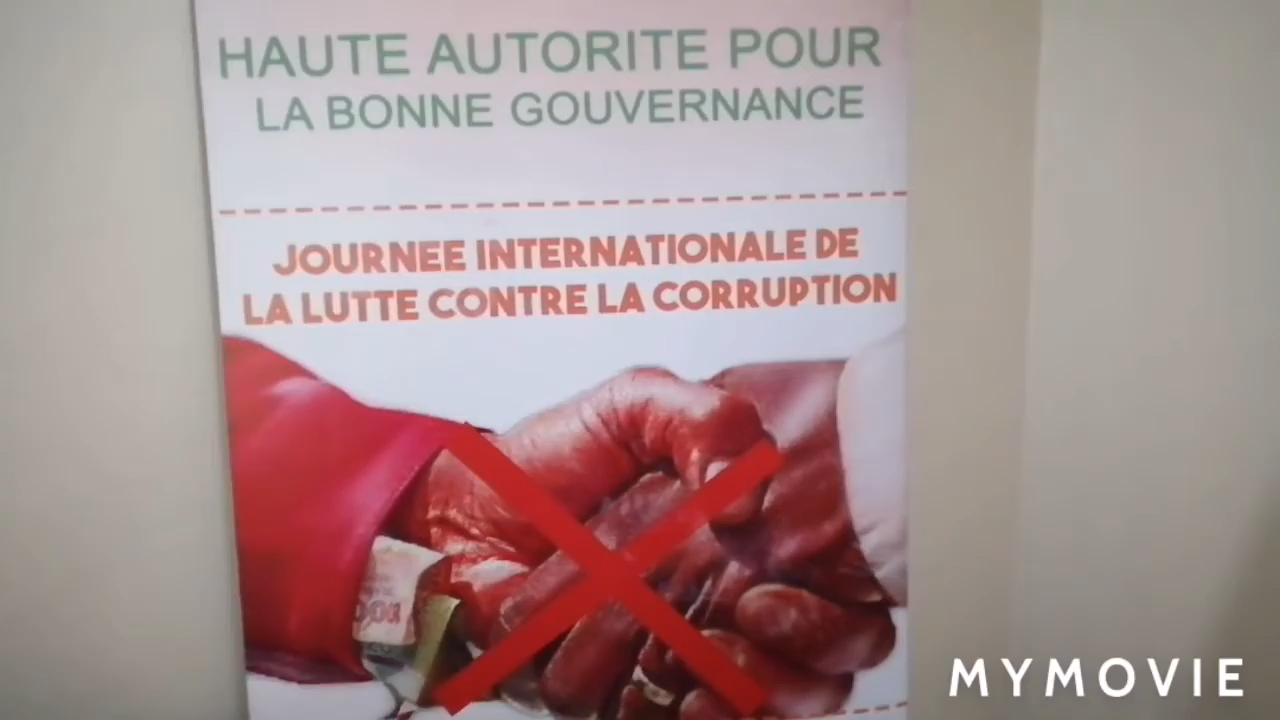 HAUTE AUTORITE POUR
LA BONNE GOUVERNANCE
JOURNEE INTERNATIONALE DE
LA LUTTE CONTRE LA CORRUPTION
MYMOVIE